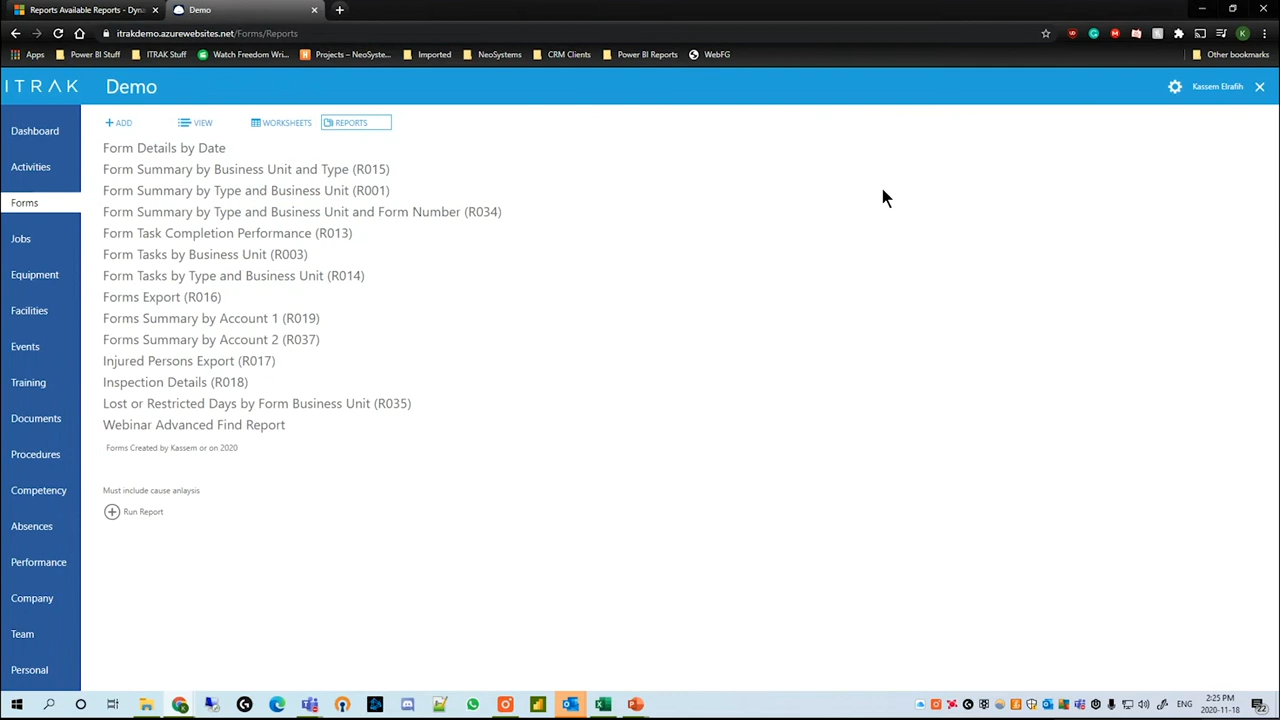 Reports Available Reports - Dyna
Demo
itrakdemo.azurewebsites.net/Forms/Reports
Apps
Power BI Stuff
ITRAK Stuff
Watch Freedom Wri...
Projects – NeoSyste...
Imported
NeoSystems
CRM Clients
Power BI Reports
WebFG
Other bookmarks
ITRAK
Demo
Kassem Elrafih
Dashboard
Activities
Forms
Jobs
Equipment
Facilities
Events
Training
Documents
Procedures
Competency
Absences
Performance
Company
Team
Personal
ADD
VIEW
WORKSHEETS
REPORTS
Form Details by Date
Form Summary by Business Unit and Type (R015)
Form Summary by Type and Business Unit (R001)
Form Summary by Type and Business Unit and Form Number (R034)
Form Task Completion Performance (R013)
Form Tasks by Business Unit (R003)
Form Tasks by Type and Business Unit (R014)
Forms Export (R016)
Forms Summary by Account 1 (R019)
Forms Summary by Account 2 (R037)
Injured Persons Export (R017)
Inspection Details (R018)
Lost or Restricted Days by Form Business Unit (R035)
Webinar Advanced Find Report
Forms Created by Kassem or on 2020
Must include cause anlaysis
Run Report
ENG
2:25 PM
2020-11-18